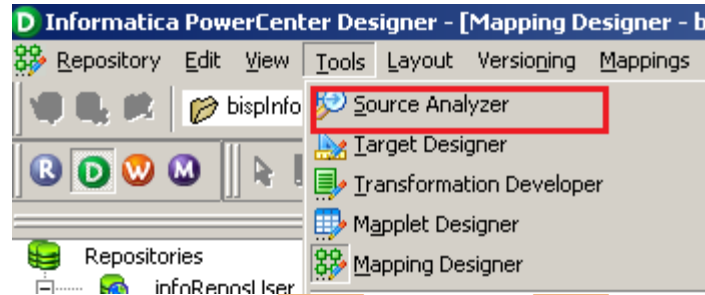 Informatica PowerCenter Designer - [Mapping Designer - b
Repository Edit View Tools Layout Versioning Mappings
bispInfo
Source Analyzer
Target Designer
R D W M
Transformation Developer
Mapplet Designer
Repositories
Mapping Designer
infoReposUser